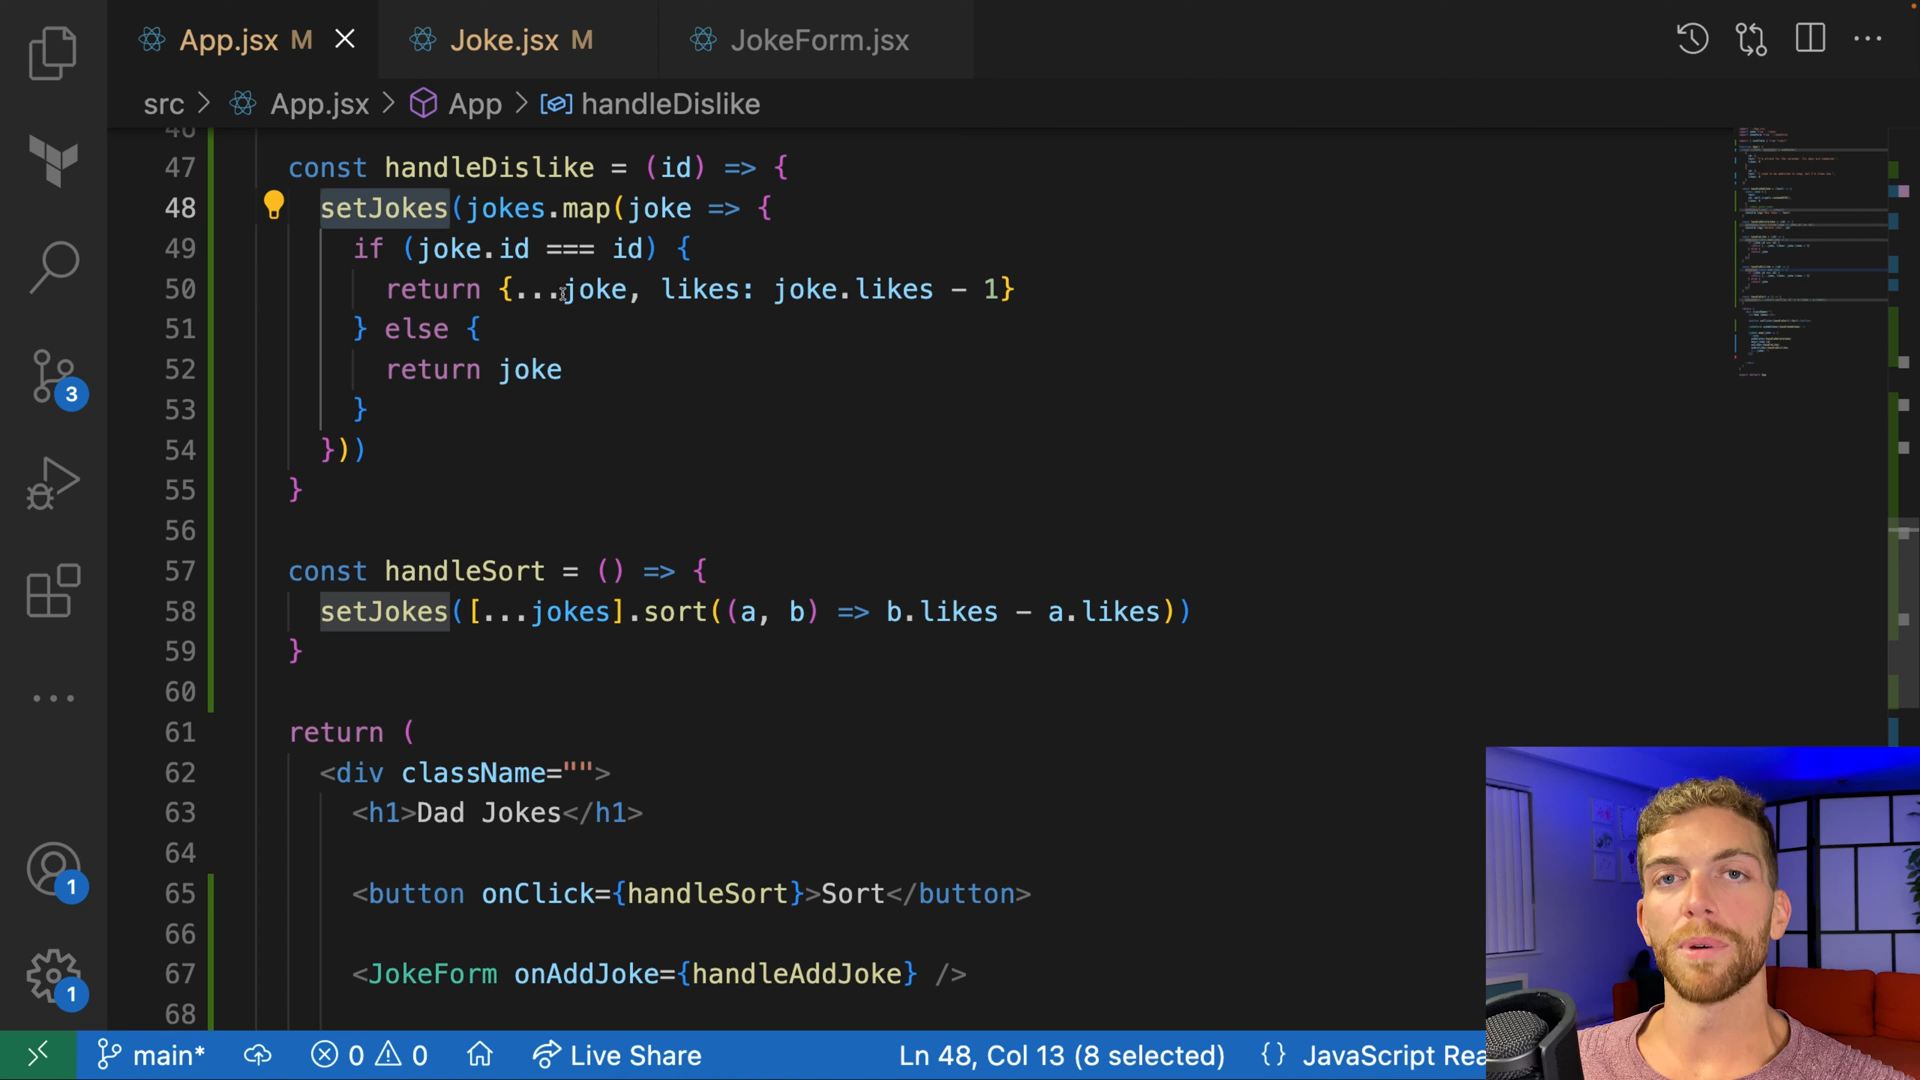 App.jsx M
Joke.jsx M
JokeForm.jsx
src > App.jsx > App > handleDislike
46
47 const handleDislike = (id) => {
48 setJokes(jokes.map(joke => {
49 if (joke.id === id) {
50 return {...joke, likes: joke.likes - 1}
51 } else {
52 return joke
53 }
54 }))
55 }
56
57 const handleSort = () => {
58 setJokes([...jokes].sort((a, b) => b.likes - a.likes))
59 }
60
61 return (
62 <div className="">
63 <h1>Dad Jokes</h1>
64
65 <button onClick={handleSort}>Sort</button>
66
67 <JokeForm onAddJoke={handleAddJoke} />
68
3
1
1
main* 0 0 Live Share Ln 48, Col 13 (8 selected) {} JavaScript Rea